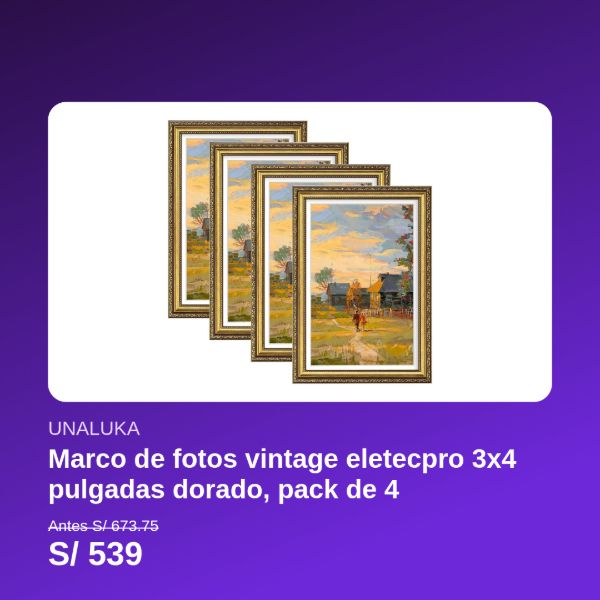 UNALUKA
Marco de fotos vintage eletecpro 3x4
pulgadas dorado, pack de 4
Antes S/ 673.75
S/ 539